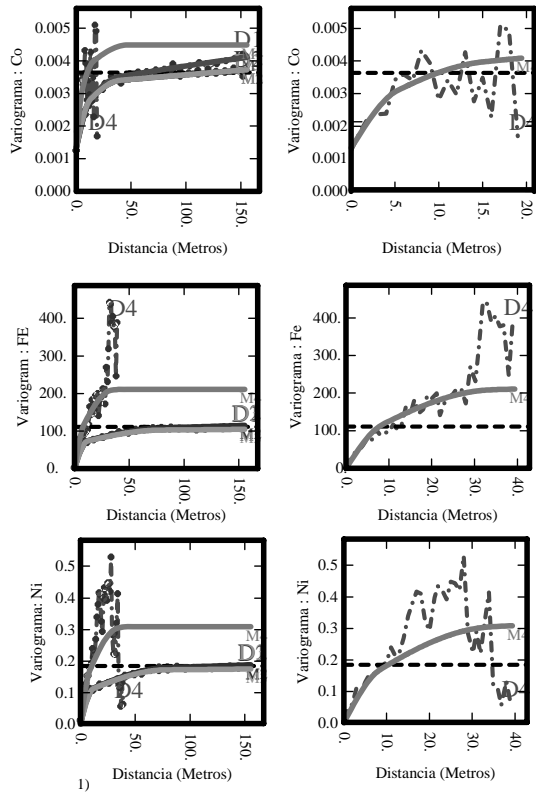 Variograma : Co
0.005
0.004
0.003
0.002
0.001
0.000
D4
0.
50.
100.
150.
Distancia (Metros)
Variograma : Co
0.005
0.004
0.003
0.002
0.001
0.000
D4
0.
5.
10.
15.
20.
Distancia (Metros)
Variogram : FE
400.
300.
200.
100.
0.
D4
M4
D2
0.
50.
100.
150.
Distancia (Metros)
Variograma : Fe
400.
300.
200.
100.
0.
D4
M4
0.
10.
20.
30.
40.
Distancia (Metros)
Variograma: Ni
0.5
0.4
0.3
0.2
0.1
0.0
M4
D2
D4
0.
50.
100.
150.
Distancia (Metros)
Variograma : Ni
0.5
0.4
0.3
0.2
0.1
0.0
M4
D4
0.
10.
20.
30.
40.
Distancia (Metros)
1)